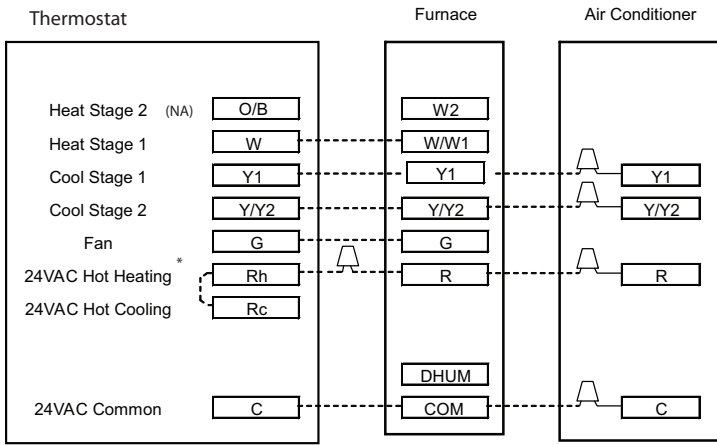 Thermostat Furnace Air Conditioner
Heat Stage 2 (NA) O/B W2
Heat Stage 1 W W/W1
Cool Stage 1 Y1 Y1 Y1
Cool Stage 2 Y/Y2 Y/Y2 Y/Y2
Fan G G
24VAC Hot Heating * Rh R R
24VAC Hot Cooling Rc
DHUM
24VAC Common C COM C